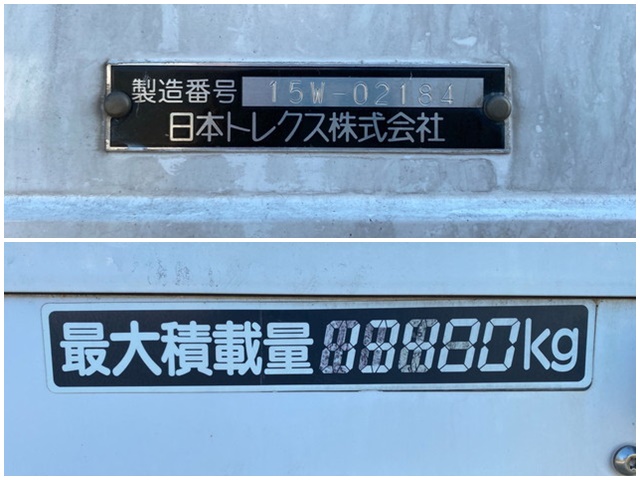 製造番号 15W-02184
日本トレクス株式会社
最大積載量 kg